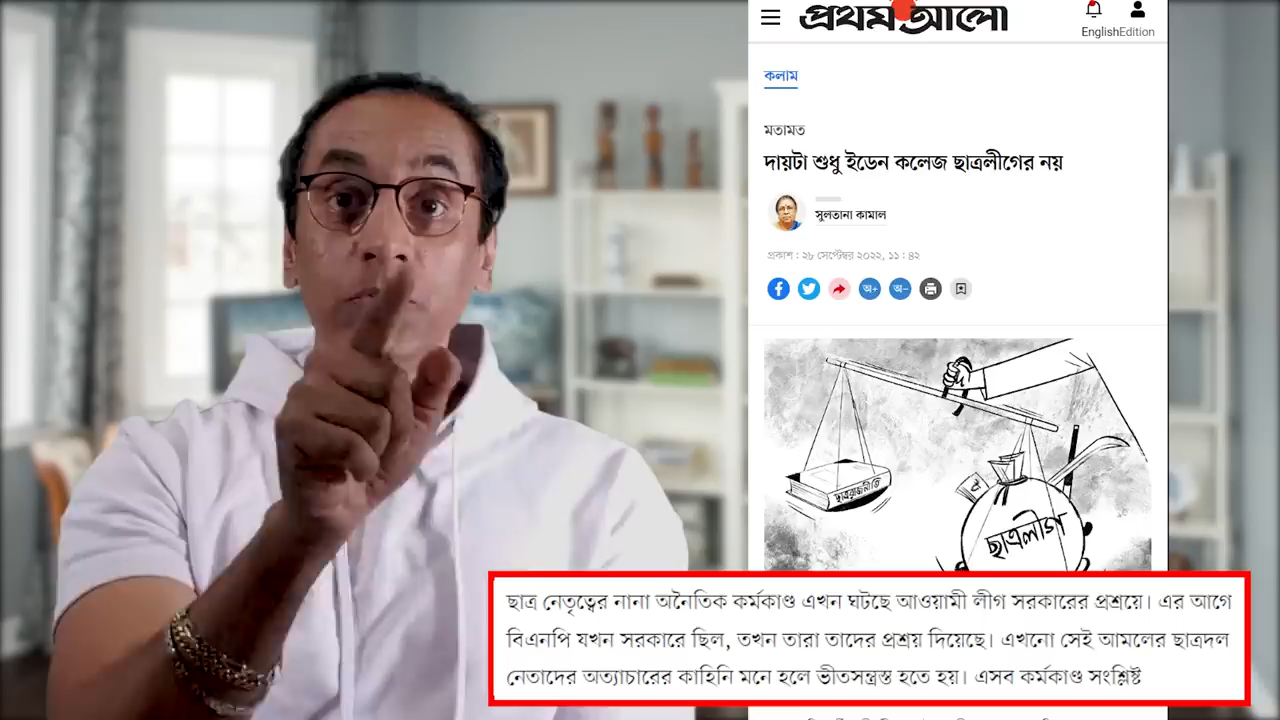 প্রথম আলো
EnglishEdition
কলাম
মতামত
দায়টা শুধু ইডেন কলেজ ছাত্রলীগের নয়
সুলতানা কামাল
প্রকাশ : ২৮ সেপ্টেম্বর ২০২২, ১১ : ৪২
অ+ অ-
ছাত্ররাজনীতি
ছাত্রলীগ
ছাত্র নেতৃত্বের নানা অনৈতিক কর্মকাণ্ড এখন ঘটছে আওয়ামী লীগ সরকারের প্রশ্রয়ে। এর আগে
বিএনপি যখন সরকারে ছিল, তখন তারা তাদের প্রশ্রয় দিয়েছে। এখনো সেই আমলের ছাত্রদল
নেতাদের অত্যাচারের কাহিনি মনে হলে ভীতসন্ত্রস্ত হতে হয়। এসব কর্মকাণ্ড সংশ্লিষ্ট